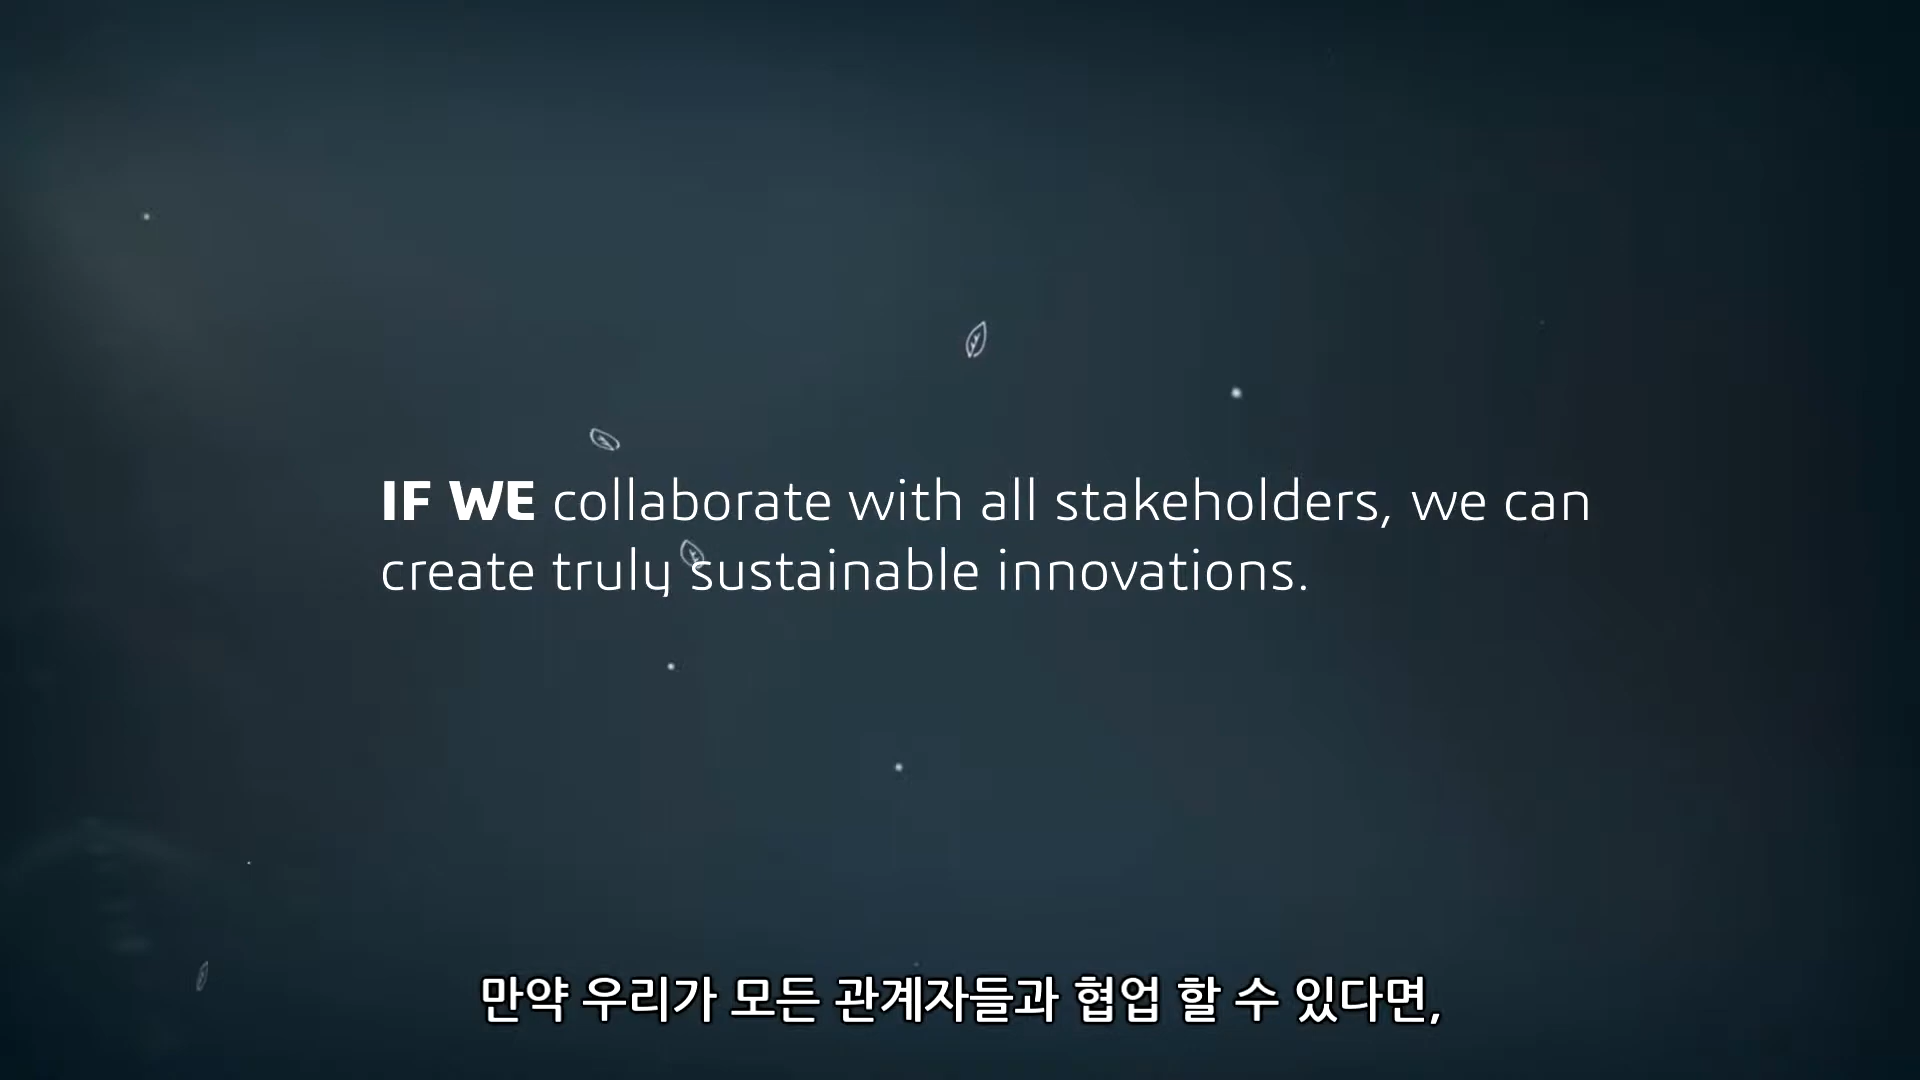 IF WE collaborate with all stakeholders, we can
create truly sustainable innovations.
만약 우리가 모든 관계자들과 협업 할 수 있다면,